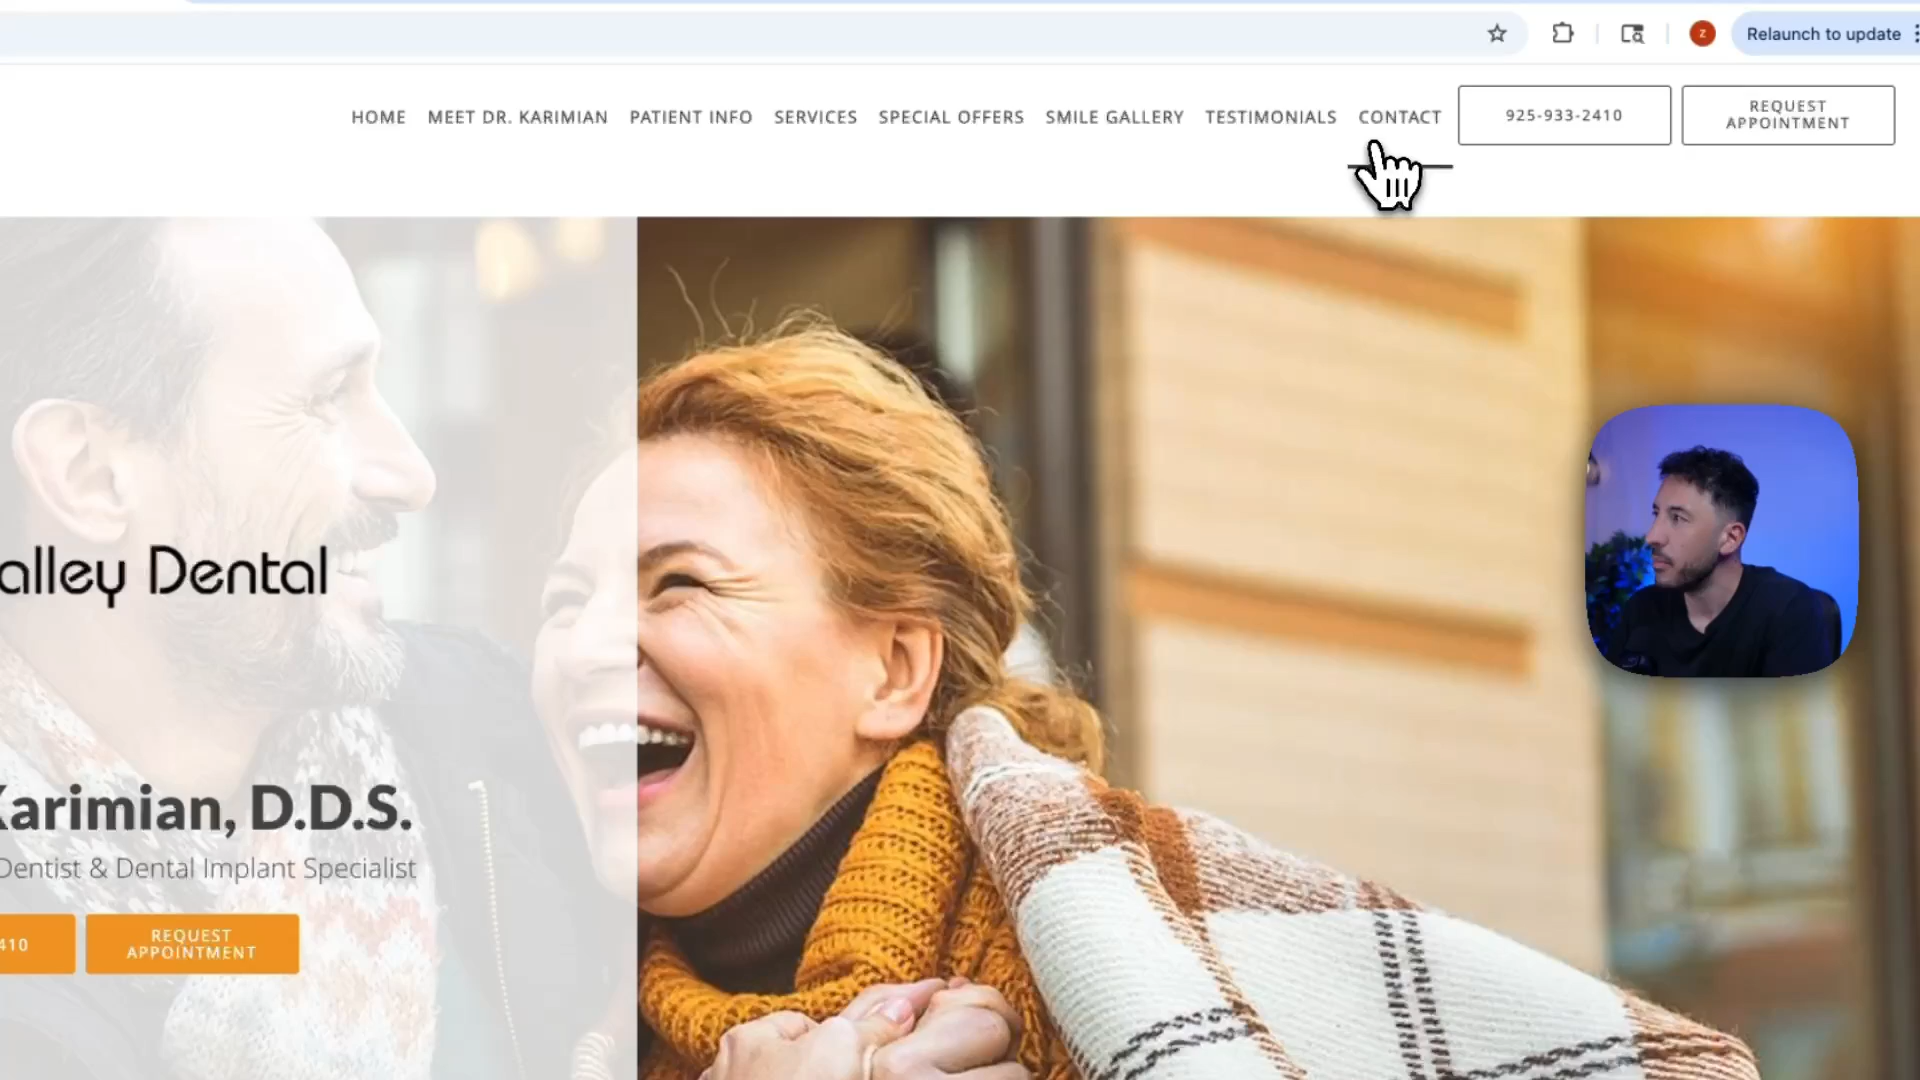 Relaunch to update
z
HOME MEET DR. KARIMIAN PATIENT INFO SERVICES SPECIAL OFFERS SMILE GALLERY TESTIMONIALS CONTACT
925-933-2410
REQUEST
APPOINTMENT
alley Dental
Karimian, D.D.S.
Dentist & Dental Implant Specialist
410
REQUEST
APPOINTMENT